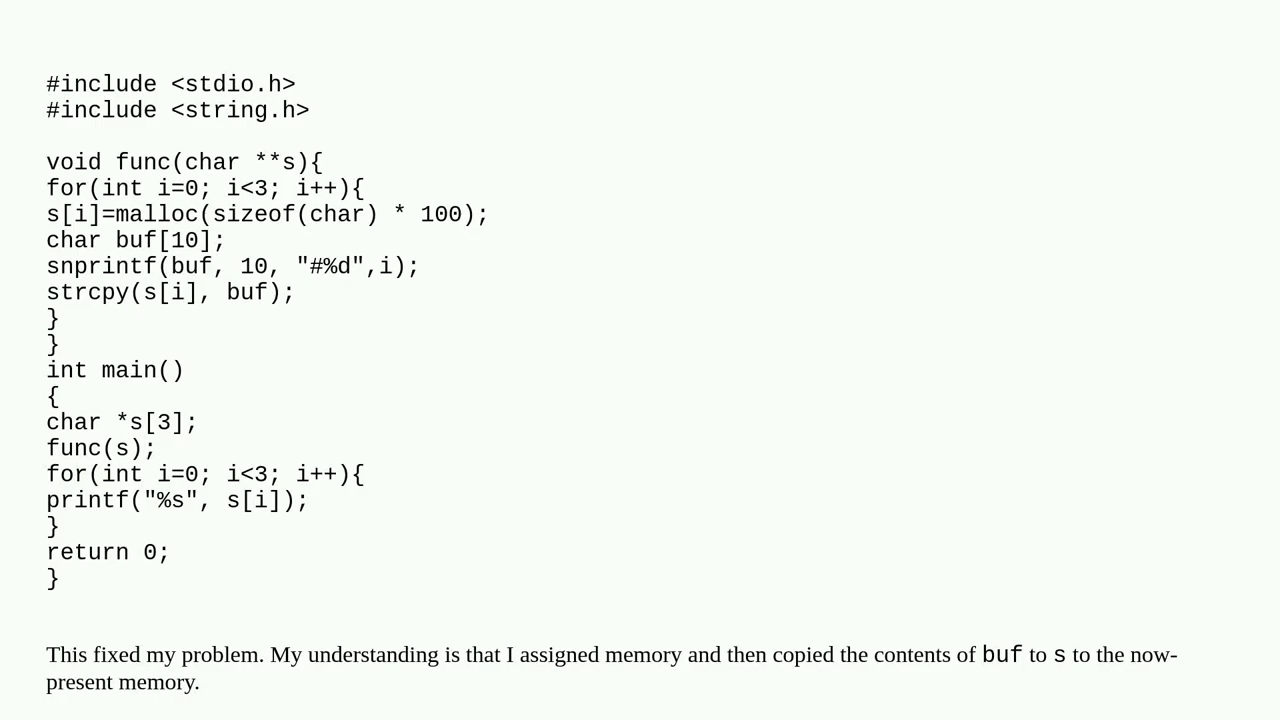 #include <stdio.h>
#include <string.h>
void func(char **s){
for(int i=0; i<3; i++){
s[i]=malloc(sizeof(char) * 100);
char buf[10];
snprintf(buf, 10, "#%d",i);
strcpy(s[i], buf);
}
}
int main()
{
char *s[3];
func(s);
for(int i=0; i<3; i++){
printf("%s", s[i]);
}
return 0;
}
This fixed my problem. My understanding is that I assigned memory and then copied the contents of buf to s to the now-
present memory.